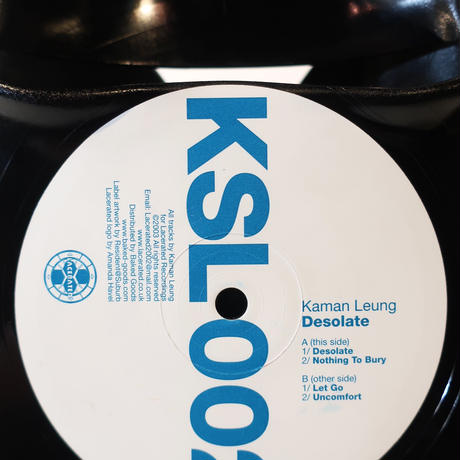 KSL002
All tracks by Kaman Leung
for Lacerated Recordings
©2003 All rights reserved
Email: Lacerated002@mail.com
www.lacerated.co.uk
Distributed by Baked Goods
www.baked-goods.com
Label artwork by Resident@Suburb
Lacerated logo by Amanda Havel
Kaman Leung
Desolate
A (this side)
1/ Desolate
2/ Nothing To Bury
B (other side)
1/ Let Go
2/ Uncomfort